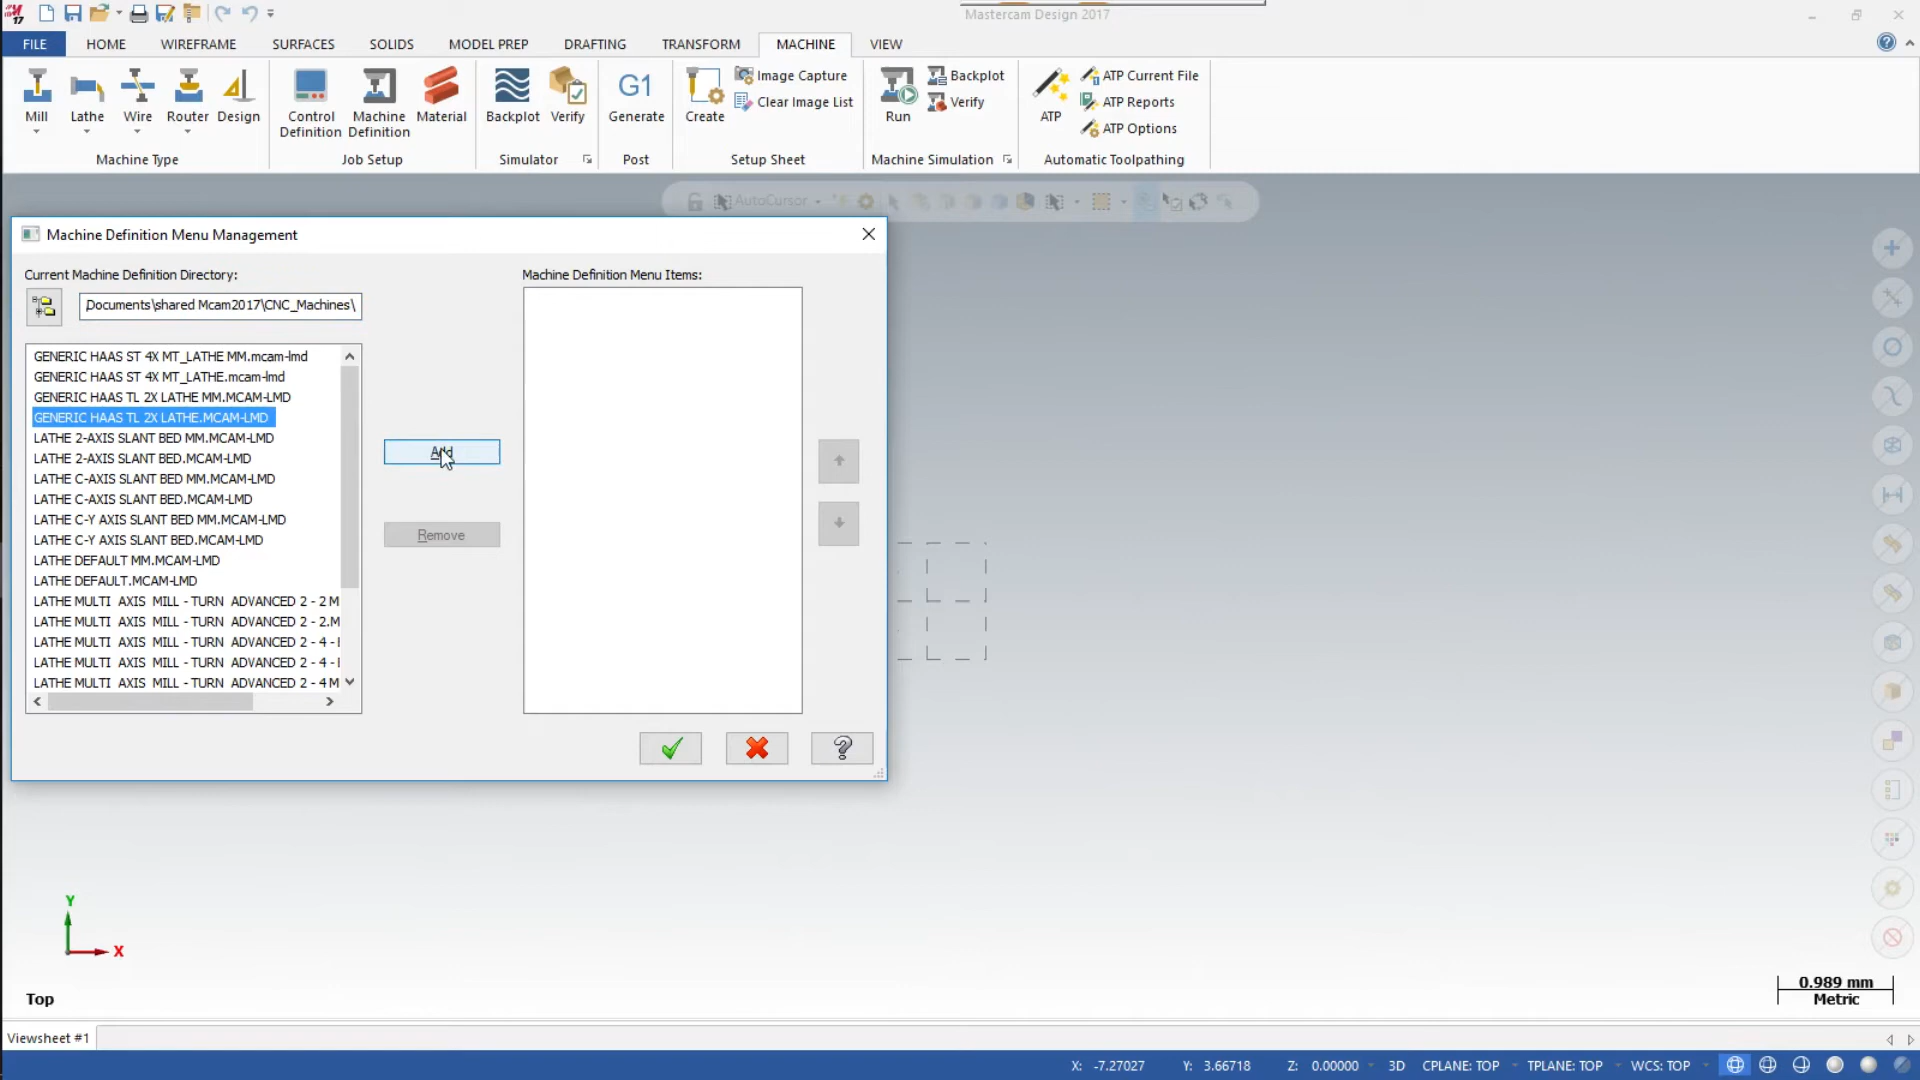 17
Mastercam Design 2017
FILE HOME WIREFRAME SURFACES SOLIDS MODEL PREP DRAFTING TRANSFORM MACHINE VIEW
Mill
Lathe
Wire
Router
Design
Machine Type
Control Definition
Machine Definition
Material
Job Setup
Backplot
Verify
Simulator
G1
Generate
Post
Create
Image Capture
Clear Image List
Setup Sheet
Run
Backplot
Verify
Machine Simulation
ATP
ATP Current File
ATP Reports
ATP Options
Automatic Toolpathing
AutoCursor
Machine Definition Menu Management
Current Machine Definition Directory:
Documents\shared Mcam2017\CNC_Machines\
GENERIC HAAS ST 4X MT_LATHE MM.mcam-lmd
GENERIC HAAS ST 4X MT_LATHE.mcam-lmd
GENERIC HAAS TL 2X LATHE MM.MCAM-LMD
GENERIC HAAS TL 2X LATHE.MCAM-LMD
LATHE 2-AXIS SLANT BED MM.MCAM-LMD
LATHE 2-AXIS SLANT BED.MCAM-LMD
LATHE C-AXIS SLANT BED MM.MCAM-LMD
LATHE C-AXIS SLANT BED.MCAM-LMD
LATHE C-Y AXIS SLANT BED MM.MCAM-LMD
LATHE C-Y AXIS SLANT BED.MCAM-LMD
LATHE DEFAULT MM.MCAM-LMD
LATHE DEFAULT.MCAM-LMD
LATHE MULTI AXIS MILL - TURN ADVANCED 2 - 2 M
LATHE MULTI AXIS MILL - TURN ADVANCED 2 - 2.M
LATHE MULTI AXIS MILL - TURN ADVANCED 2 - 4 -
LATHE MULTI AXIS MILL - TURN ADVANCED 2 - 4 -
LATHE MULTI AXIS MILL - TURN ADVANCED 2 - 4 M
Add
Remove
Machine Definition Menu Items:
Y
X
Top
0.989 mm
Metric
Viewsheet #1
X: -7.27027 Y: 3.66718 Z: 0.00000 3D CPLANE: TOP TPLANE: TOP WCS: TOP